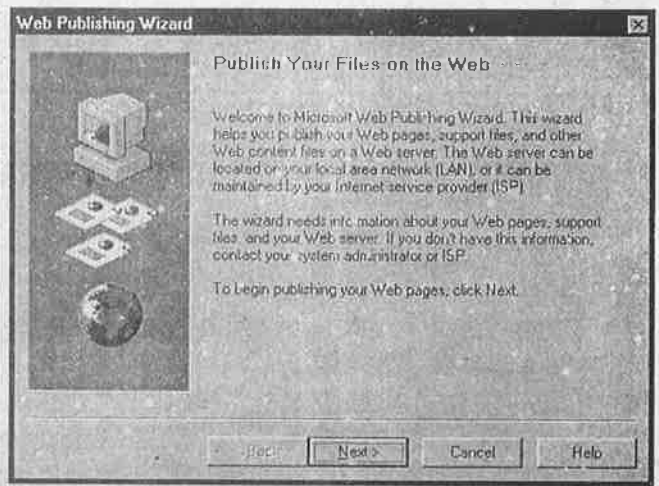 Web Publishing Wizard
Publish Your Files on the Web
Welcome to Microsoft Web Publishing Wizard. This wizard
helps you publish your Web pages, support files, and other
Web content files on a Web server. The Web server can be
located on your local area network (LAN), or it can be
maintained by your Internet service provider (ISP).
The wizard needs information about your Web pages, support
files, and your Web server. If you don't have this information,
contact your system administrator or ISP.
To begin publishing your Web pages, click Next.
< Back
Next >
Cancel
Help